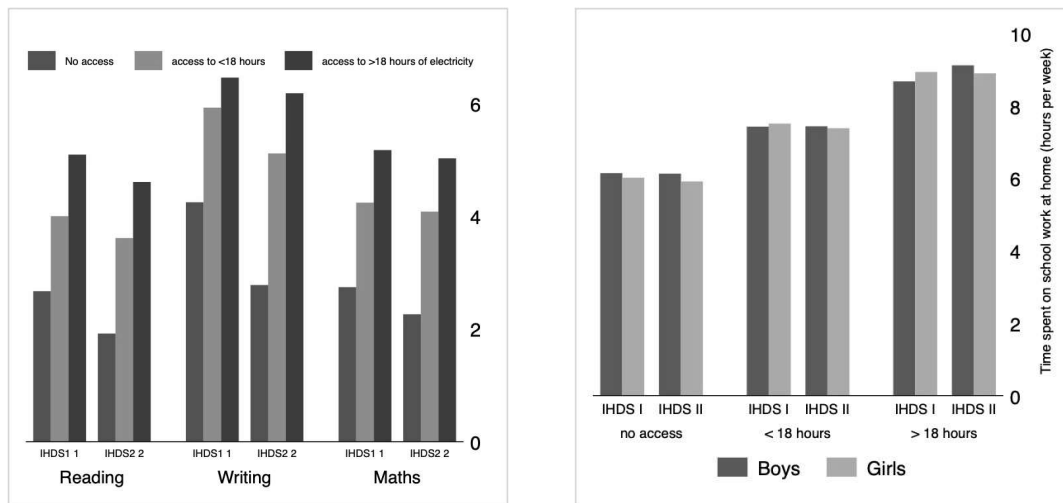 No access access to <18 hours access to >18 hours of electricity
6
4
2
0
IHDS1 1 IHDS2 2 IHDS1 1 IHDS2 2 IHDS1 1 IHDS2 2
Reading Writing Maths
10
8
6
4
2
0
Time spent on school work at home (hours per week)
IHDS I IHDS II IHDS I IHDS II IHDS I IHDS II
no access < 18 hours > 18 hours
Boys Girls